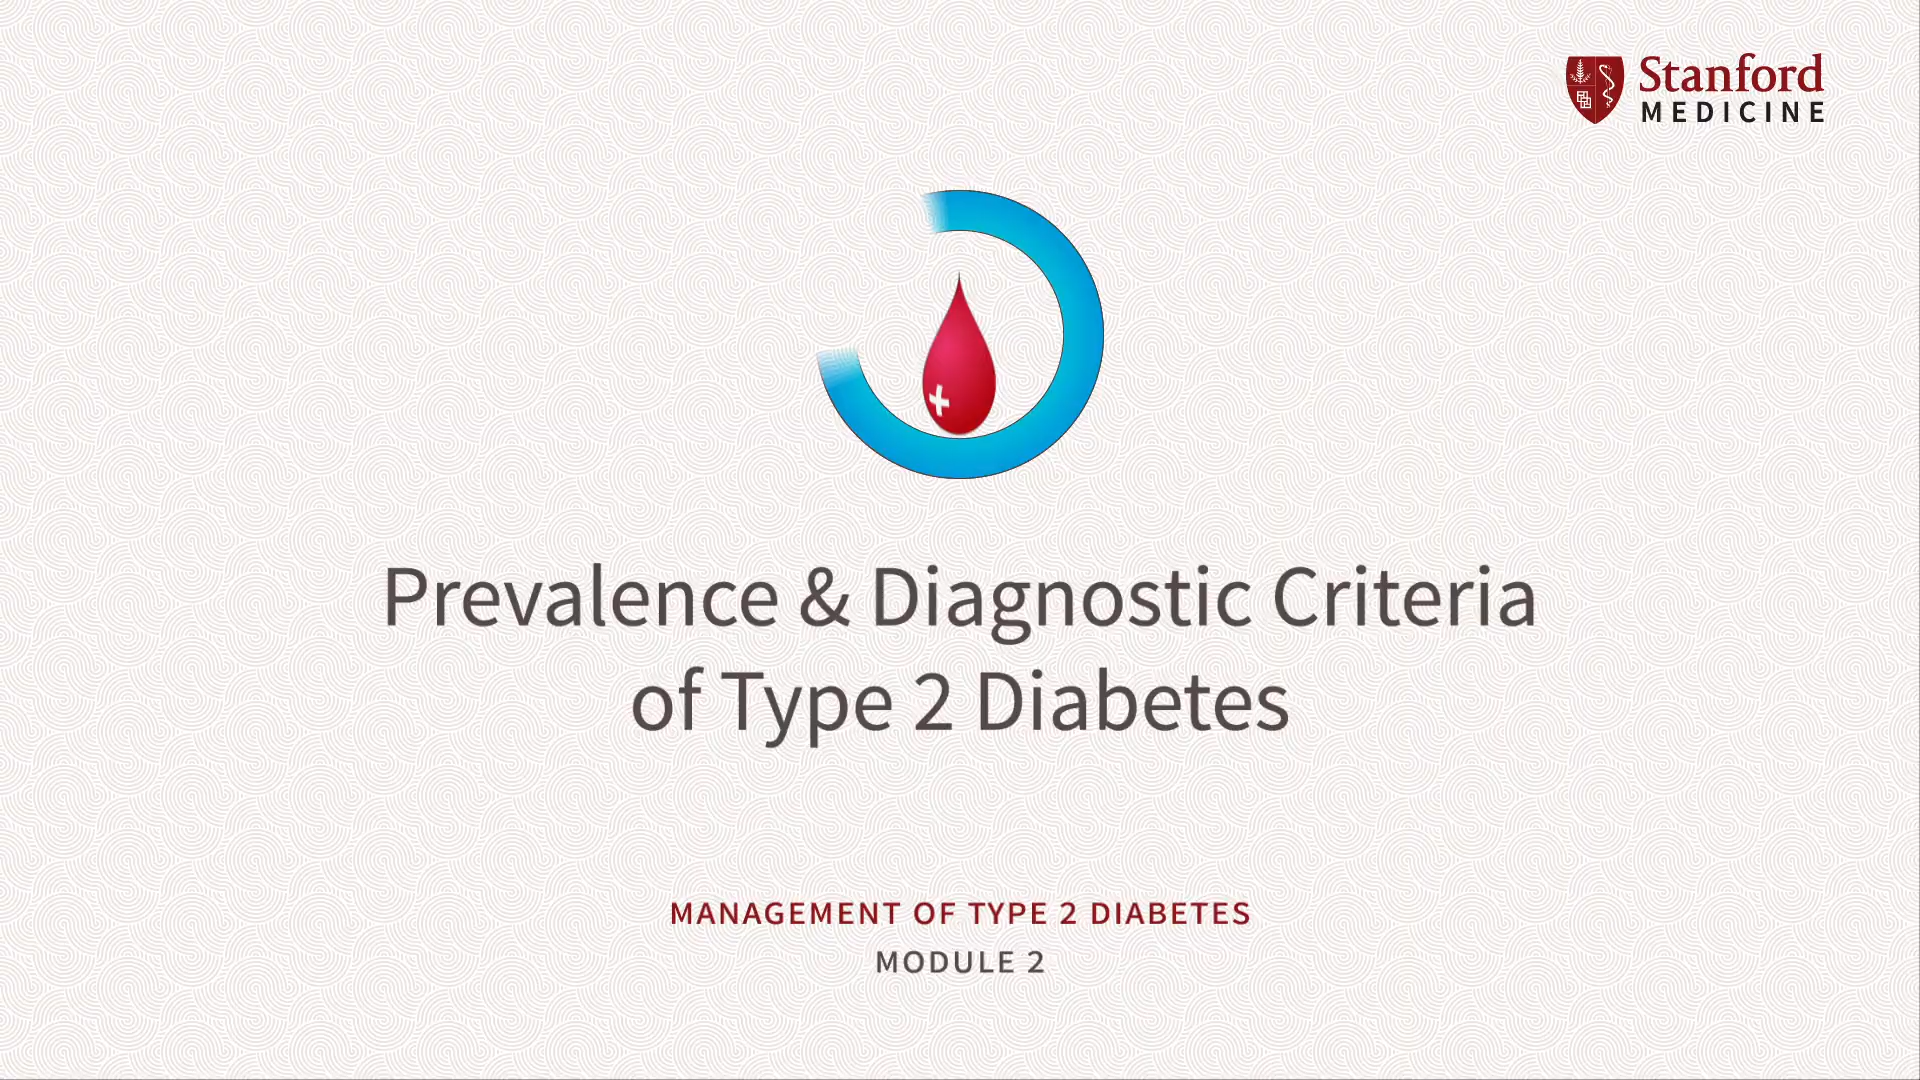 Stanford
MEDICINE
Prevalence & Diagnostic Criteria
of Type 2 Diabetes
MANAGEMENT OF TYPE 2 DIABETES
MODULE 2